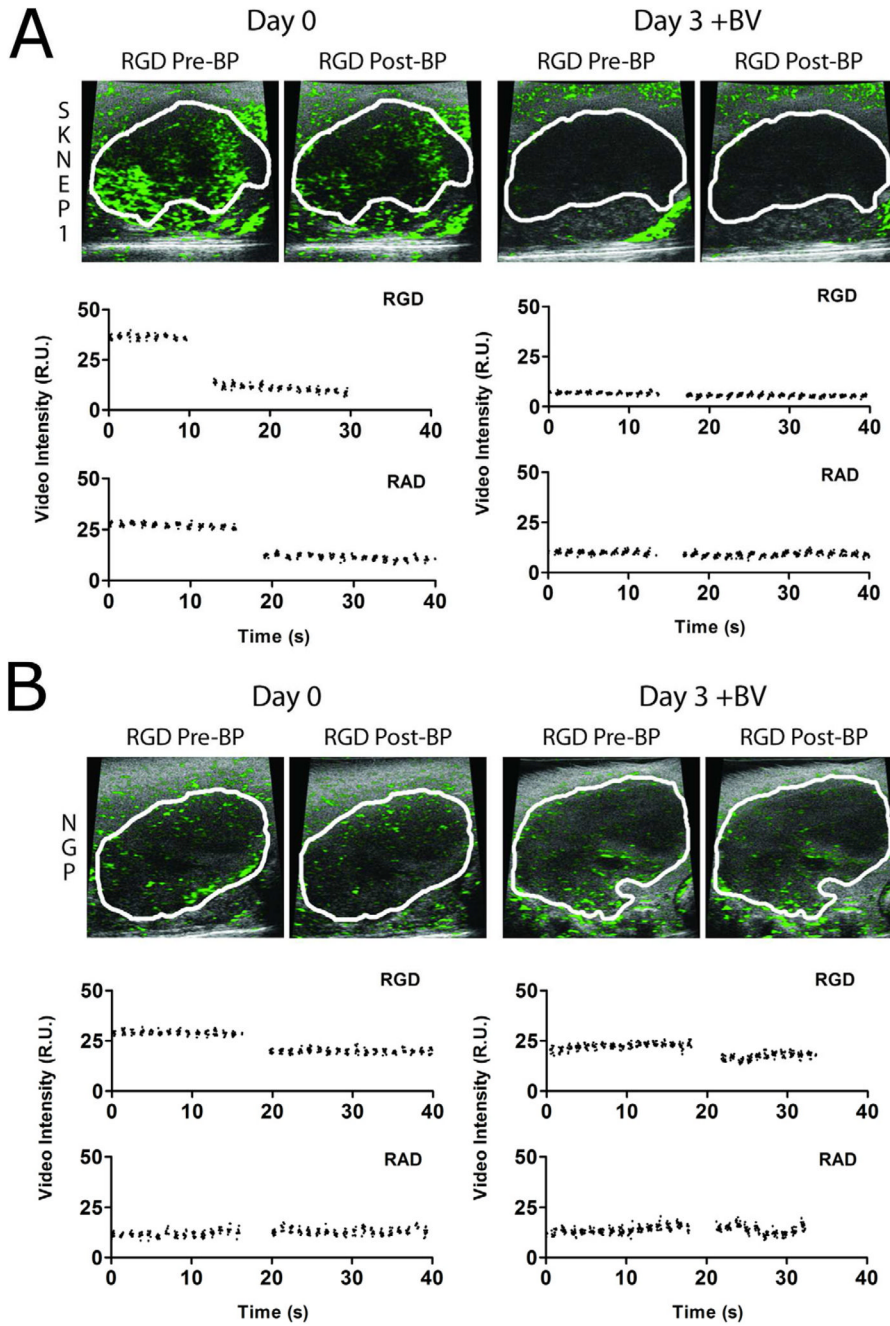 A
Day 0
Day 3 +BV
RGD Pre-BP
RGD Post-BP
RGD Pre-BP
RGD Post-BP
SKNEP1
RGD
RGD
50
25
0
0 10 20 30 40
50
25
0
0 10 20 30 40
Video Intensity (R.U.)
Video Intensity (R.U.)
RAD
RAD
50
25
0
0 10 20 30 40
50
25
0
0 10 20 30 40
Time (s)
Time (s)
B
Day 0
Day 3 +BV
RGD Pre-BP
RGD Post-BP
RGD Pre-BP
RGD Post-BP
NGP
RGD
RGD
50
25
0
0 10 20 30 40
50
25
0
0 10 20 30 40
Video Intensity (R.U.)
Video Intensity (R.U.)
RAD
RAD
50
25
0
0 10 20 30 40
50
25
0
0 10 20 30 40
Time (s)
Time (s)